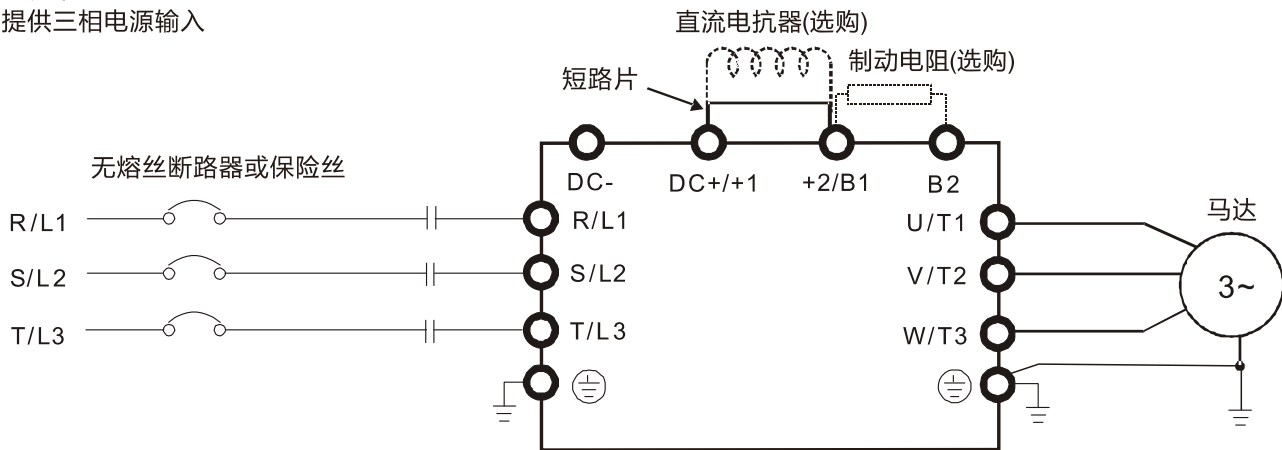 提供三相电源输入
直流电抗器(选购)
制动电阻(选购)
短路片
无熔丝断路器或保险丝
DC-
DC+/+1
+2/B1
B2
R/L1
R/L1
U/T1
马达
S/L2
S/L2
V/T2
3~
T/L3
T/L3
W/T3